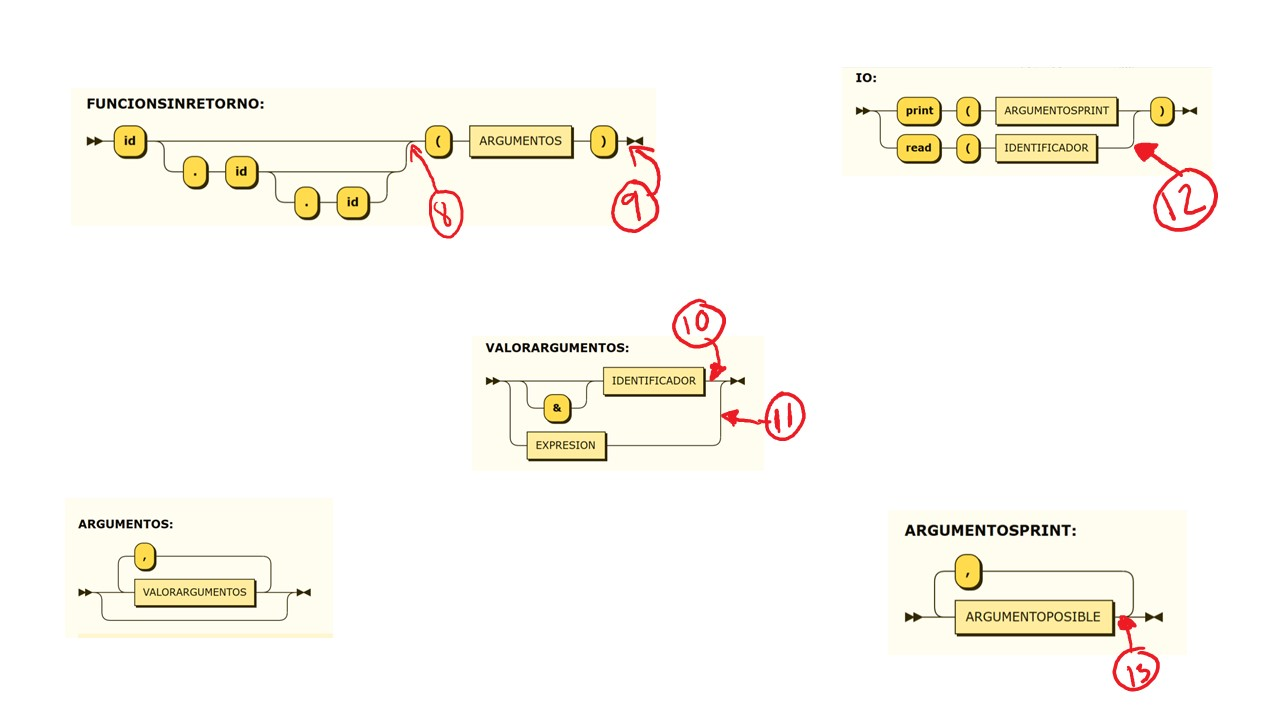 FUNCIONSINRETORNO:
id ( ARGUMENTOS )
. id
. id
8
9
IO:
print ( ARGUMENTOSPRINT )
read ( IDENTIFICADOR
12
10
VALORARGUMENTOS:
IDENTIFICADOR
&
11
EXPRESION
ARGUMENTOS:
,
VALORARGUMENTOS
ARGUMENTOSPRINT:
,
ARGUMENTOPOSIBLE